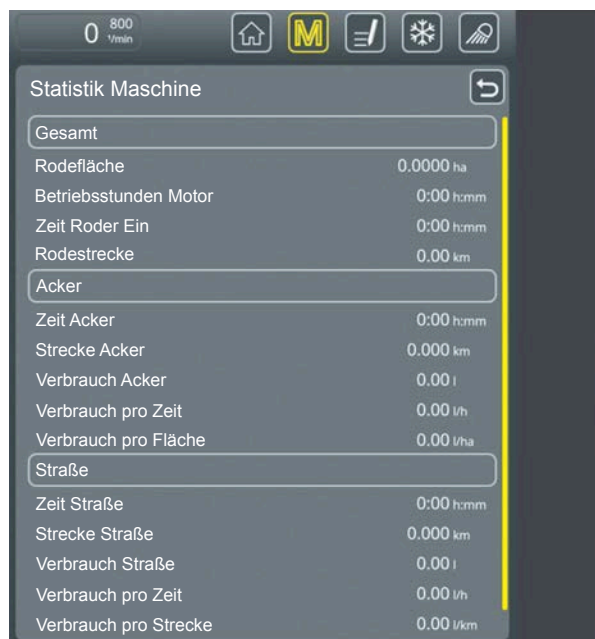 0 800 1/min
M
Statistik Maschine
Gesamt
Rodefläche 0.0000 ha
Betriebsstunden Motor 0:00 h:mm
Zeit Roder Ein 0:00 h:mm
Rodestrecke 0.00 km
Acker
Zeit Acker 0:00 h:mm
Strecke Acker 0.000 km
Verbrauch Acker 0.00 l
Verbrauch pro Zeit 0.00 l/h
Verbrauch pro Fläche 0.00 l/ha
Straße
Zeit Straße 0:00 h:mm
Strecke Straße 0.000 km
Verbrauch Straße 0.00 l
Verbrauch pro Zeit 0.00 l/h
Verbrauch pro Strecke 0.00 l/km